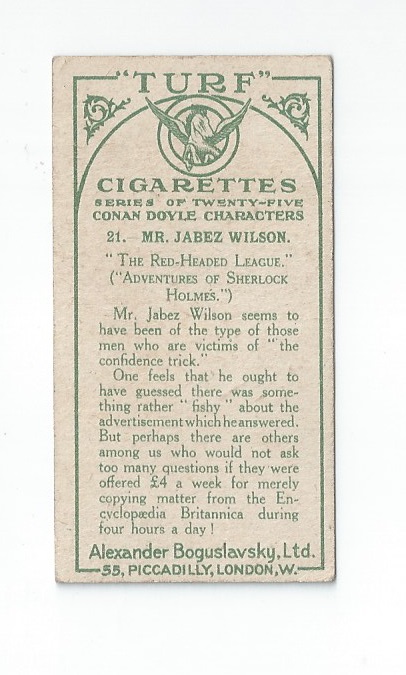 "TURF"
CIGARETTES
SERIES OF TWENTY-FIVE
CONAN DOYLE CHARACTERS
21. MR. JABEZ WILSON.
"THE RED-HEADED LEAGUE."
("ADVENTURES OF SHERLOCK
HOLMES.")
Mr. Jabez Wilson seems to
have been of the type of those
men who are victims of "the
confidence trick."
One feels that he ought to
have guessed there was some-
thing rather "fishy" about the
advertisement which he answered.
But perhaps there are others
among us who would not ask
too many questions if they were
offered £4 a week for merely
copying matter from the En-
cyclopædia Britannica during
four hours a day!
Alexander Boguslavsky, Ltd.
55, PICCADILLY, LONDON, W.